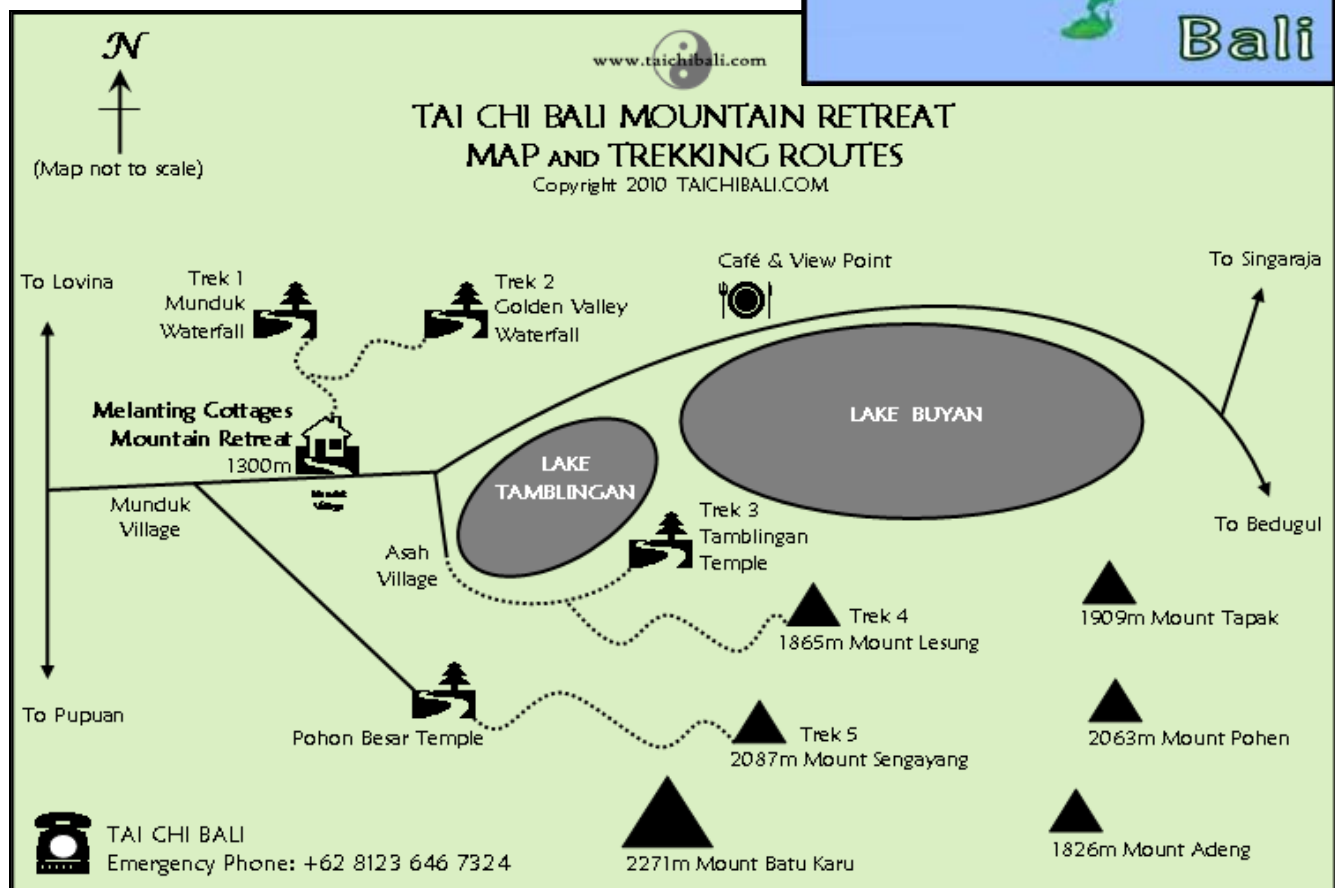 Bali
N
(Map not to scale)
www.taichibali.com
TAI CHI BALI MOUNTAIN RETREAT
MAP AND TREKKING ROUTES
Copyright 2010 TAICHIBALI.COM
To Lovina
Trek 1
Munduk
Waterfall
Trek 2
Golden Valley
Waterfall
Café & View Point
To Singaraja
Melanting Cottages
Mountain Retreat
1300m
LAKE BUYAN
LAKE
TAMBLINGAN
Munduk
Village
Munduk
Village
Asah
Village
Trek 3
Tamblingan
Temple
To Bedugul
Trek 4
1865m Mount Lesung
1909m Mount Tapak
To Pupuan
Pohon Besar Temple
Trek 5
2087m Mount Sengayang
2063m Mount Pohen
TAI CHI BALI
Emergency Phone: +62 8123 646 7324
2271m Mount Batu Karu
1826m Mount Adeng